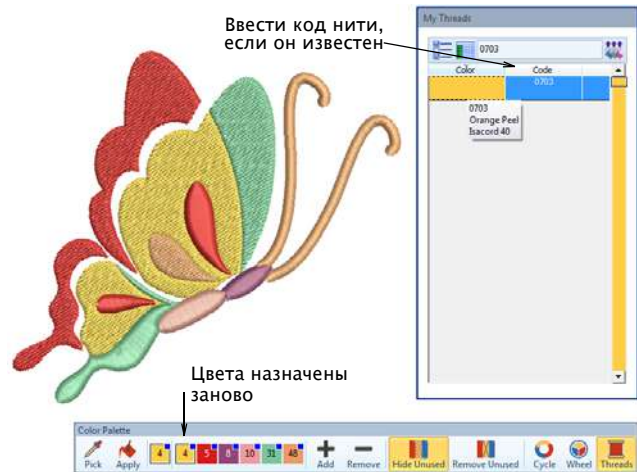 Ввести код нити,
если он известен
My Threads
0703
Color Code
0703
0703
Orange Peel
Isacord 40
Цвета назначены
заново
Color Palette
4 4 5 8 10 31 48
Pick Apply Add Remove Hide Unused Remove Unused Cycle Wheel Threads